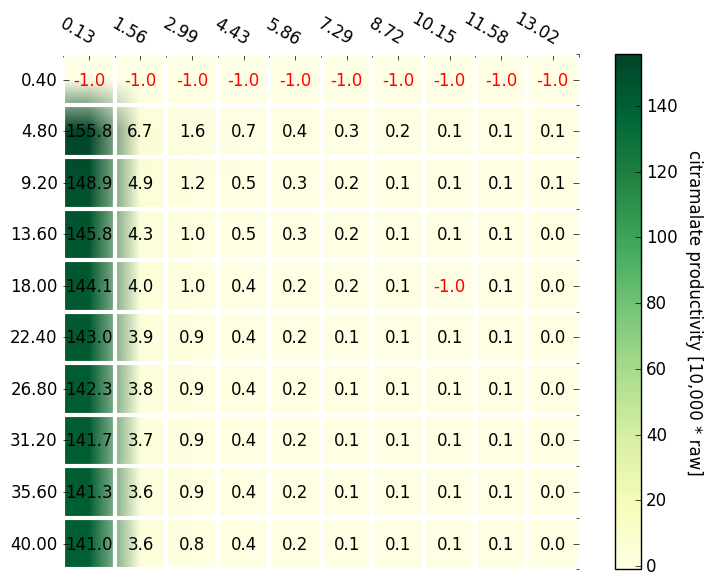 0.13 1.56 2.99 4.43 5.86 7.29 8.72 10.15 11.58 13.02
0.40 -1.0 -1.0 -1.0 -1.0 -1.0 -1.0 -1.0 -1.0 -1.0 -1.0
4.80 155.8 6.7 1.6 0.7 0.4 0.3 0.2 0.1 0.1 0.1
9.20 148.9 4.9 1.2 0.5 0.3 0.2 0.1 0.1 0.1 0.1
13.60 145.8 4.3 1.0 0.5 0.3 0.2 0.1 0.1 0.1 0.0
18.00 144.1 4.0 1.0 0.4 0.2 0.2 0.1 -1.0 0.1 0.0
22.40 143.0 3.9 0.9 0.4 0.2 0.1 0.1 0.1 0.1 0.0
26.80 142.3 3.8 0.9 0.4 0.2 0.1 0.1 0.1 0.1 0.0
31.20 141.7 3.7 0.9 0.4 0.2 0.1 0.1 0.1 0.1 0.0
35.60 141.3 3.6 0.9 0.4 0.2 0.1 0.1 0.1 0.1 0.0
40.00 141.0 3.6 0.8 0.4 0.2 0.1 0.1 0.1 0.1 0.0
140
120
100
80
60
40
20
0
citramalate productivity [10,000 * raw]